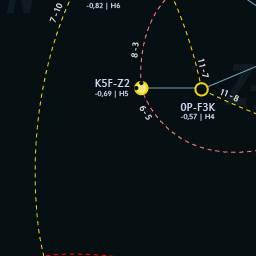 -0,82 | H6
7-10
8-3
11-7
K5F-Z2
-0,69 | H5
11-8
0P-F3K
-0,57 | H4
6-5